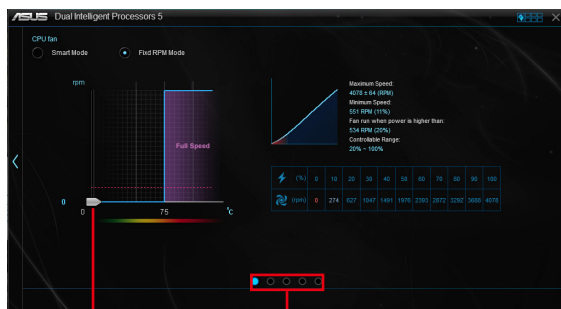 ASUS Dual Intelligent Processors 5
CPU fan
Smart Mode
Fixd RPM Mode
rpm
Full Speed
0
0
75
°C
Maximum Speed:
4078 ± 64 (RPM)
Minimum Speed:
551 RPM (11%)
Fan run when power is higher than:
534 RPM (20%)
Controllable Range:
20% ~ 100%
(%) 0 10 20 30 40 50 60 70 80 90 100
(rpm) 0 274 627 1047 1491 1976 2393 2872 3292 3688 4078